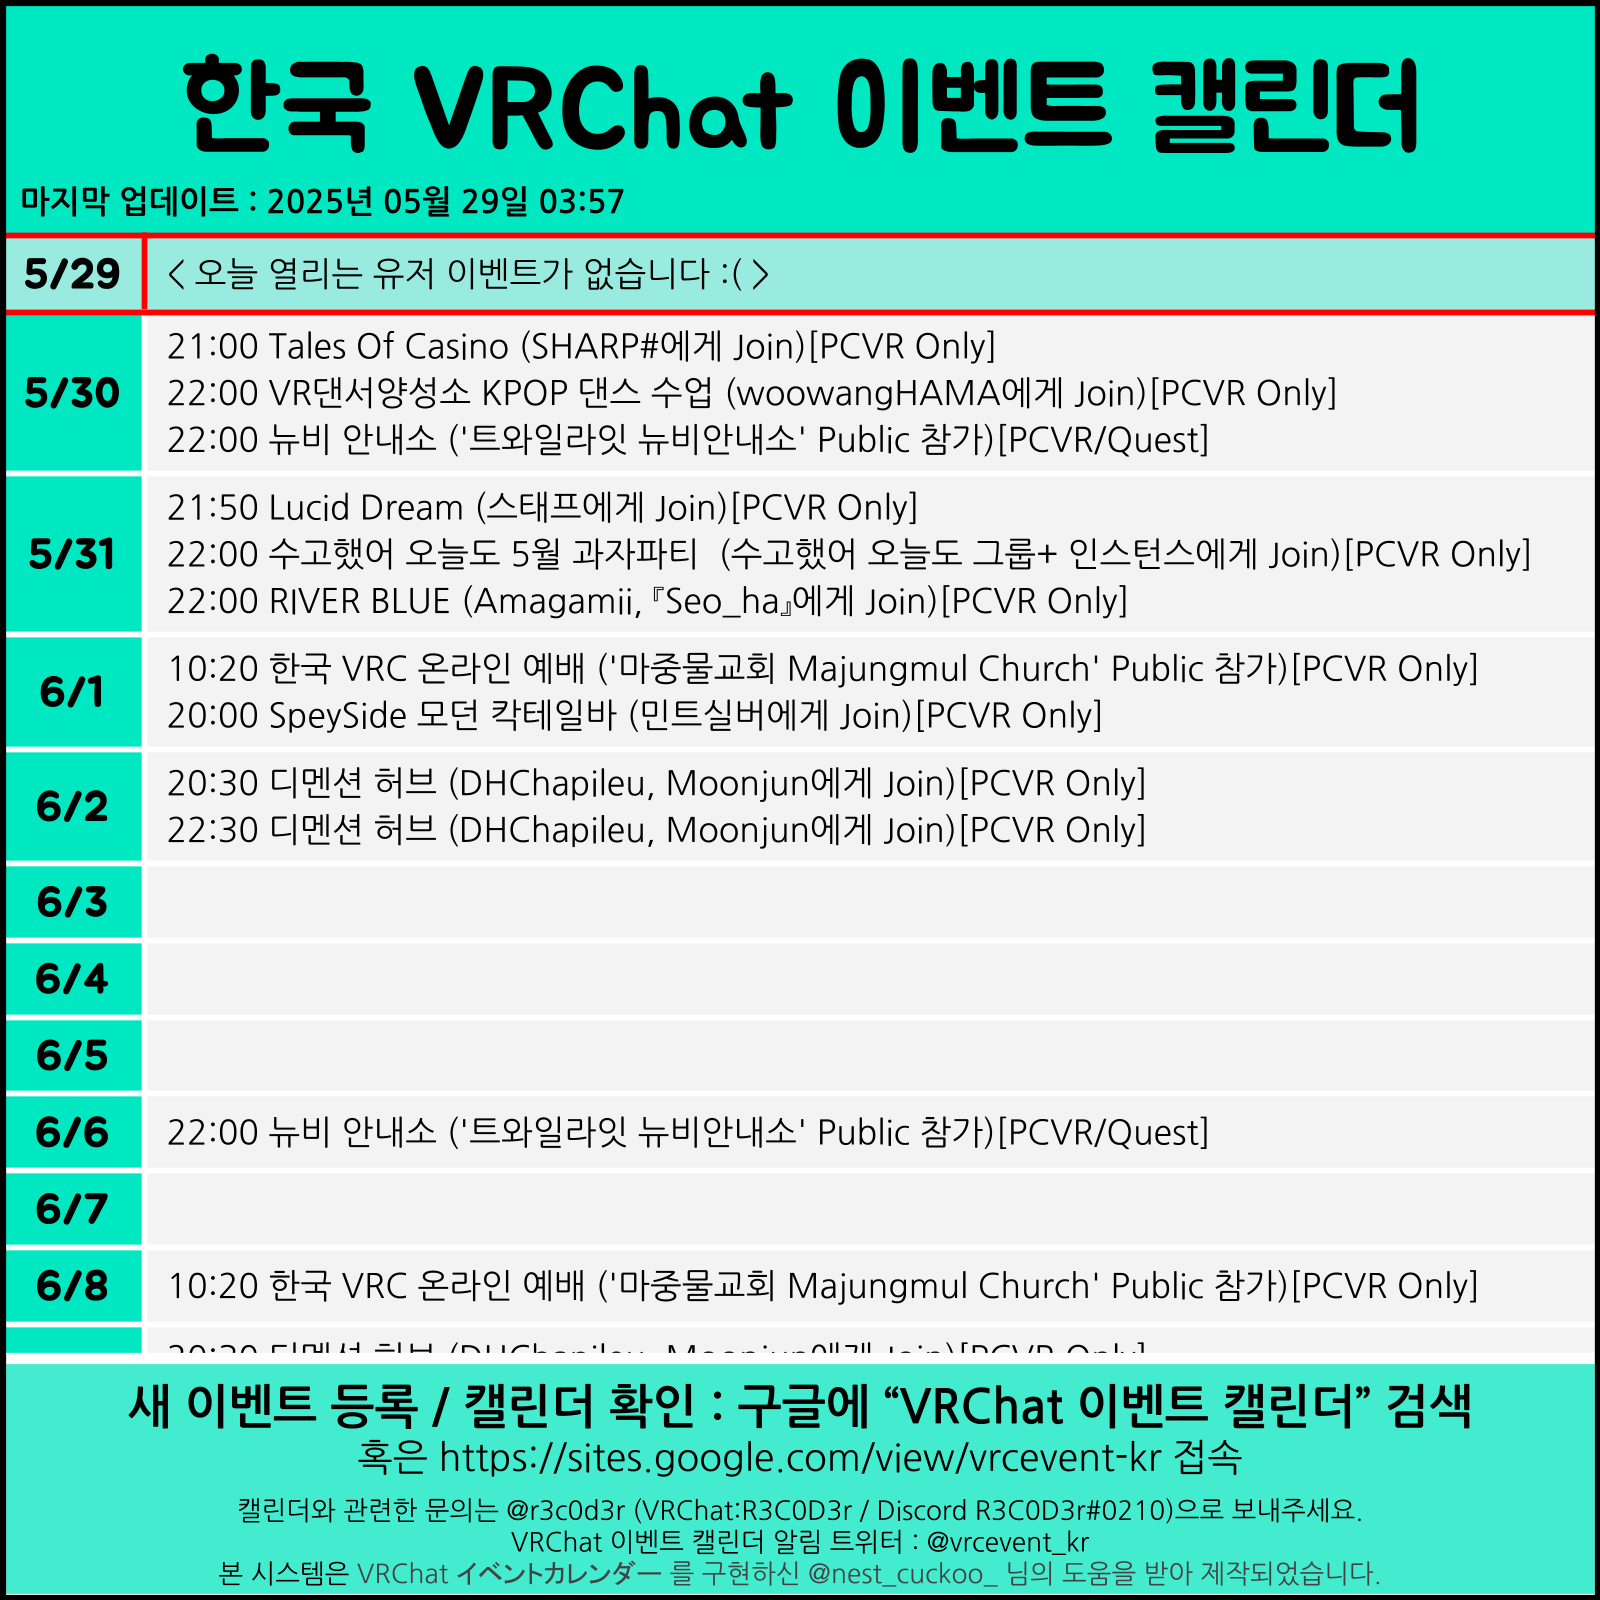 한국 VRChat 이벤트 캘린더
마지막 업데이트 : 2025년 05월 29일 03:57
5/29
< 오늘 열리는 유저 이벤트가 없습니다 :( >
5/30
21:00 Tales Of Casino (SHARP#에게 Join)[PCVR Only]
22:00 VR댄서양성소 KPOP 댄스 수업 (woowangHAMA에게 Join)[PCVR Only]
22:00 뉴비 안내소 ('트와일라잇 뉴비안내소' Public 참가)[PCVR/Quest]
5/31
21:50 Lucid Dream (스태프에게 Join)[PCVR Only]
22:00 수고했어 오늘도 5월 과자파티  (수고했어 오늘도 그룹+ 인스턴스에게 Join)[PCVR Only]
22:00 RIVER BLUE (Amagamii, 『Seo_ha』에게 Join)[PCVR Only]
6/1
10:20 한국 VRC 온라인 예배 ('마중물교회 Majungmul Church' Public 참가)[PCVR Only]
20:00 SpeySide 모던 칵테일바 (민트실버에게 Join)[PCVR Only]
6/2
20:30 디멘션 허브 (DHChapileu, Moonjun에게 Join)[PCVR Only]
22:30 디멘션 허브 (DHChapileu, Moonjun에게 Join)[PCVR Only]
6/3
6/4
6/5
6/6
22:00 뉴비 안내소 ('트와일라잇 뉴비안내소' Public 참가)[PCVR/Quest]
6/7
6/8
10:20 한국 VRC 온라인 예배 ('마중물교회 Majungmul Church' Public 참가)[PCVR Only]
20:30 디멘션 허브 (DHChapileu, Moonjun에게 Join)[PCVR Only]
새 이벤트 등록 / 캘린더 확인 : 구글에 “VRChat 이벤트 캘린더” 검색
혹은 https://sites.google.com/view/vrcevent-kr 접속
캘린더와 관련한 문의는 @r3c0d3r (VRChat:R3C0D3r / Discord R3C0D3r#0210)으로 보내주세요.
VRChat 이벤트 캘린더 알림 트위터 : @vrcevent_kr
본 시스템은 VRChat イベントカレンダー 를 구현하신 @nest_cuckoo_ 님의 도움을 받아 제작되었습니다.